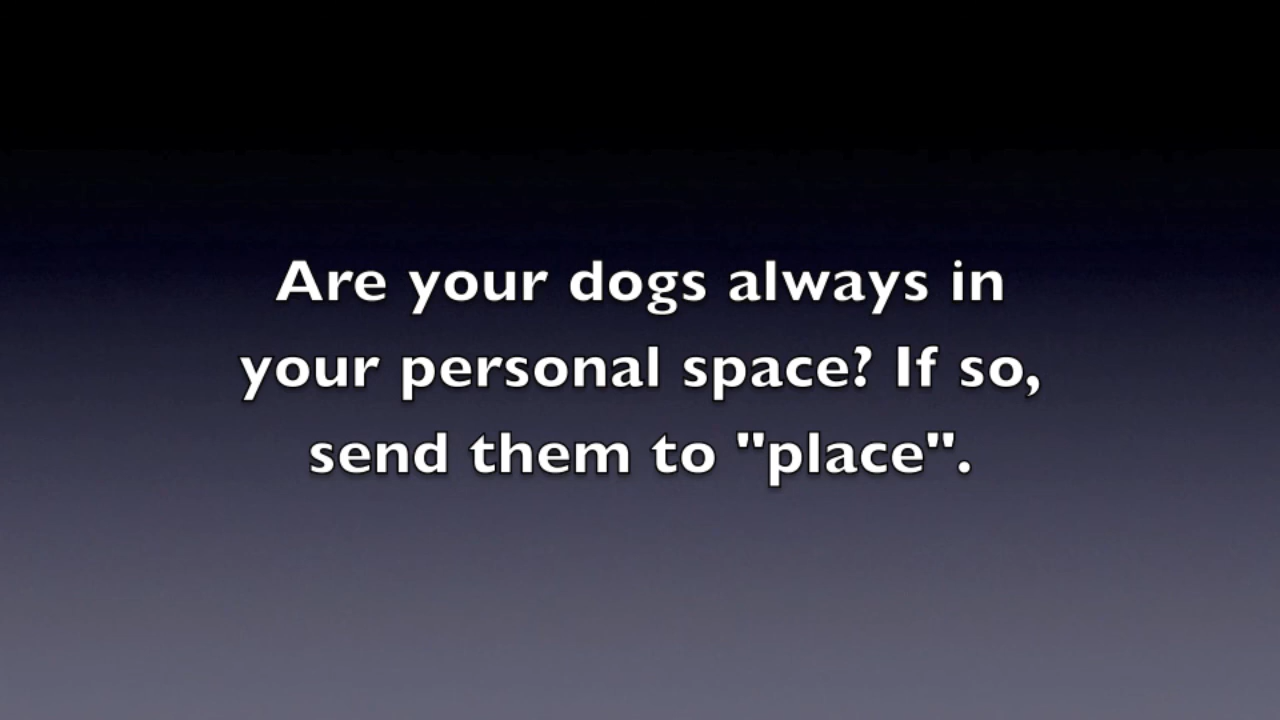 Are your dogs always in
your personal space? If so,
send them to "place".